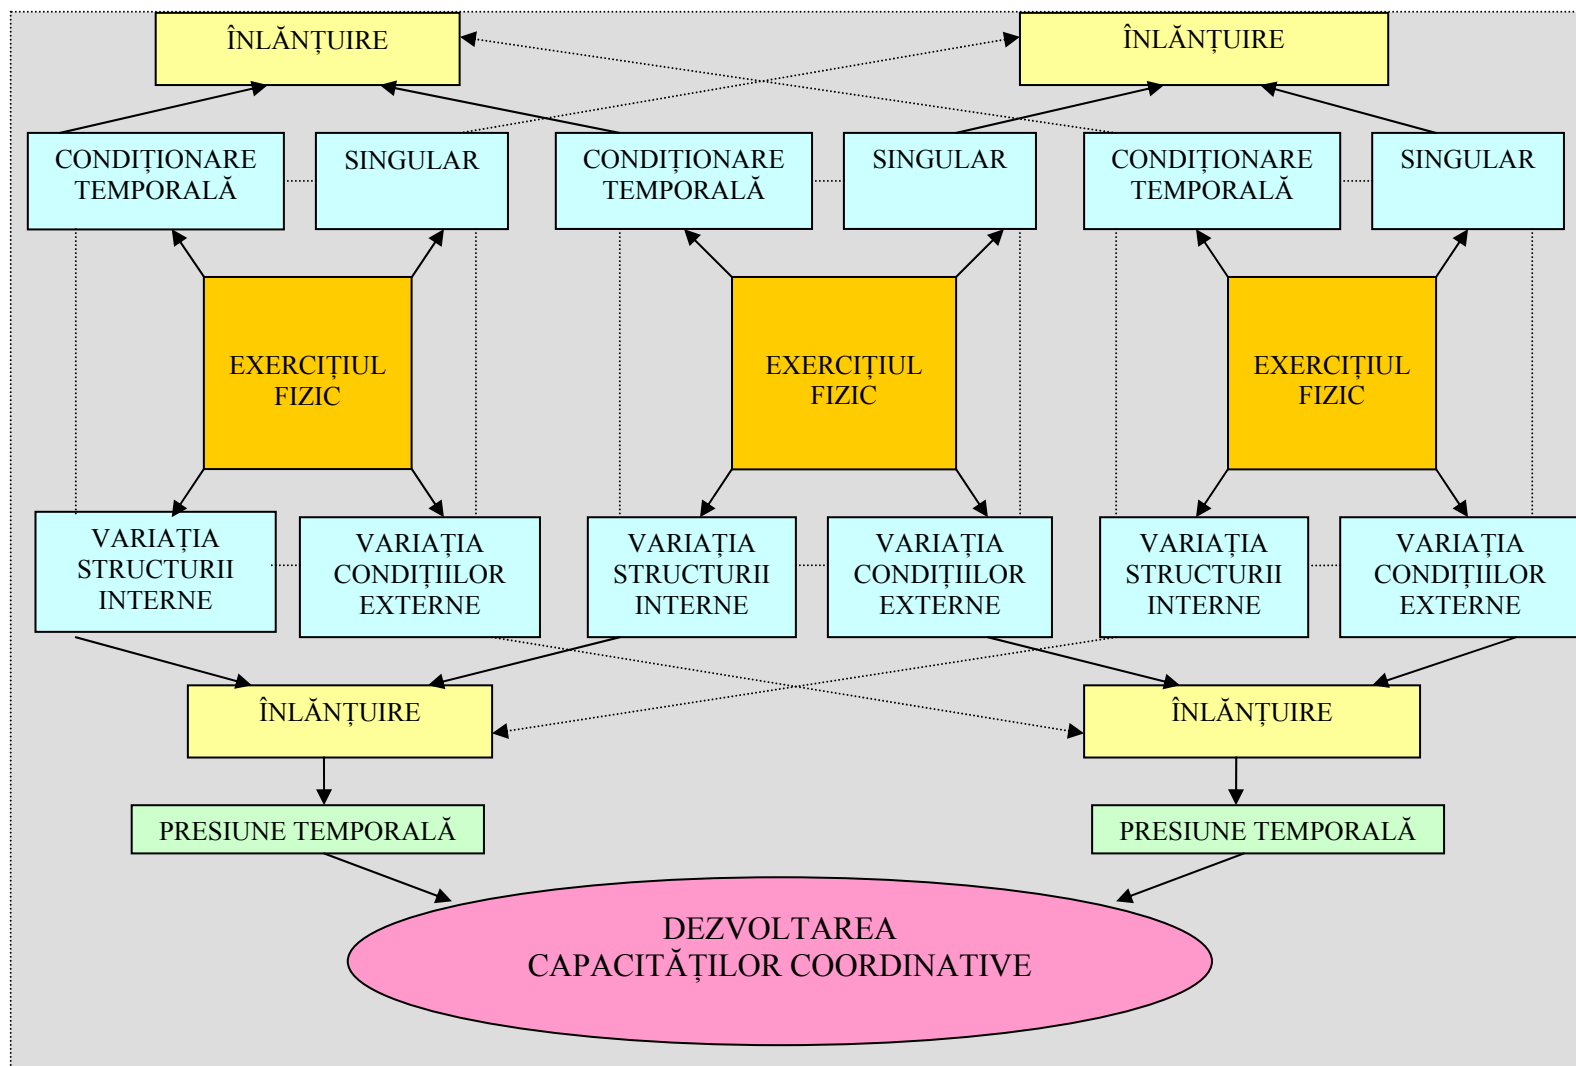 ÎNLĂNȚUIRE
ÎNLĂNȚUIRE
CONDIȚIONARE
TEMPORALĂ
SINGULAR
CONDIȚIONARE
TEMPORALĂ
SINGULAR
CONDIȚIONARE
TEMPORALĂ
SINGULAR
EXERCIȚIUL
FIZIC
EXERCIȚIUL
FIZIC
EXERCIȚIUL
FIZIC
VARIAȚIA
STRUCTURII
INTERNE
VARIAȚIA
CONDIȚIILOR
EXTERNE
VARIAȚIA
STRUCTURII
INTERNE
VARIAȚIA
CONDIȚIILOR
EXTERNE
VARIAȚIA
STRUCTURII
INTERNE
VARIAȚIA
CONDIȚIILOR
EXTERNE
ÎNLĂNȚUIRE
ÎNLĂNȚUIRE
PRESIUNE TEMPORALĂ
PRESIUNE TEMPORALĂ
DEZVOLTAREA
CAPACITĂȚILOR COORDINATIVE